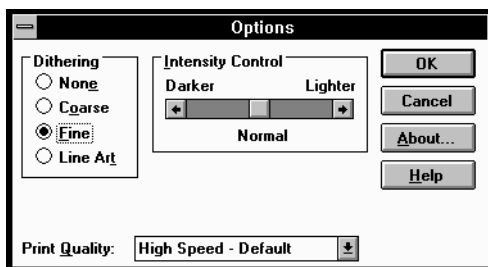 Options
Dithering
None
Coarse
Fine
Line Art
Intensity Control
Darker Lighter
Normal
OK
Cancel
About...
Help
Print Quality: High Speed - Default